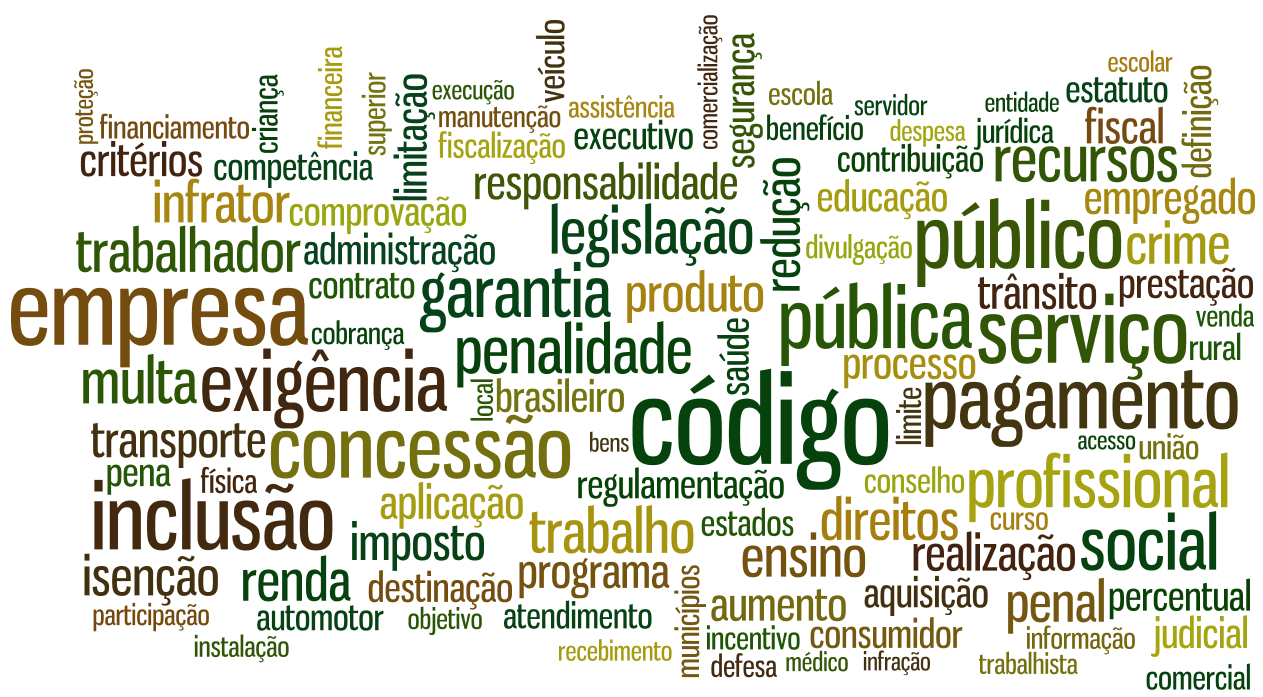 proteção
financiamento
criança
financeira
superior
limitação
execução
manutenção
fiscalização
veículo
assistência
executivo
comercialização
segurança
escola
benefício
servidor
despesa
entidade
jurídica
estatuto
escolar
fiscal
definição
critérios
competência
responsabilidade
contribuição
recursos
infrator
comprovação
legislação
redução
educação
empregado
trabalhador
administração
divulgação
público
crime
empresa
contrato
garantia
produto
trânsito
prestação
cobrança
penalidade
saúde
pública
serviço
venda
rural
multa
exigência
local
brasileiro
código
processo
limite
pagamento
transporte
concessão
bens
acesso
união
pena
física
regulamentação
conselho
profissional
inclusão
aplicação
imposto
trabalho
estados
direitos
curso
social
isenção
renda
destinação
programa
municípios
ensino
realização
participação
automotor
objetivo
atendimento
aumento
aquisição
penal
percentual
instalação
recebimento
incentivo
consumidor
informação
judicial
defesa
médico
infração
trabalhista
comercial